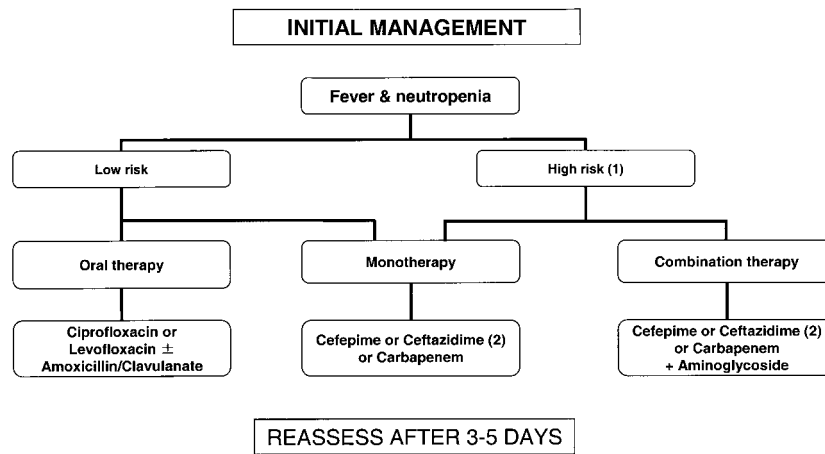 INITIAL MANAGEMENT
Fever & neutropenia
Low risk
High risk (1)
Oral therapy
Monotherapy
Combination therapy
Ciprofloxacin or
Levofloxacin ±
Amoxicillin/Clavulanate
Cefepime or Ceftazidime (2)
or Carbapenem
Cefepime or Ceftazidime (2)
or Carbapenem
+ Aminoglycoside
REASSESS AFTER 3-5 DAYS